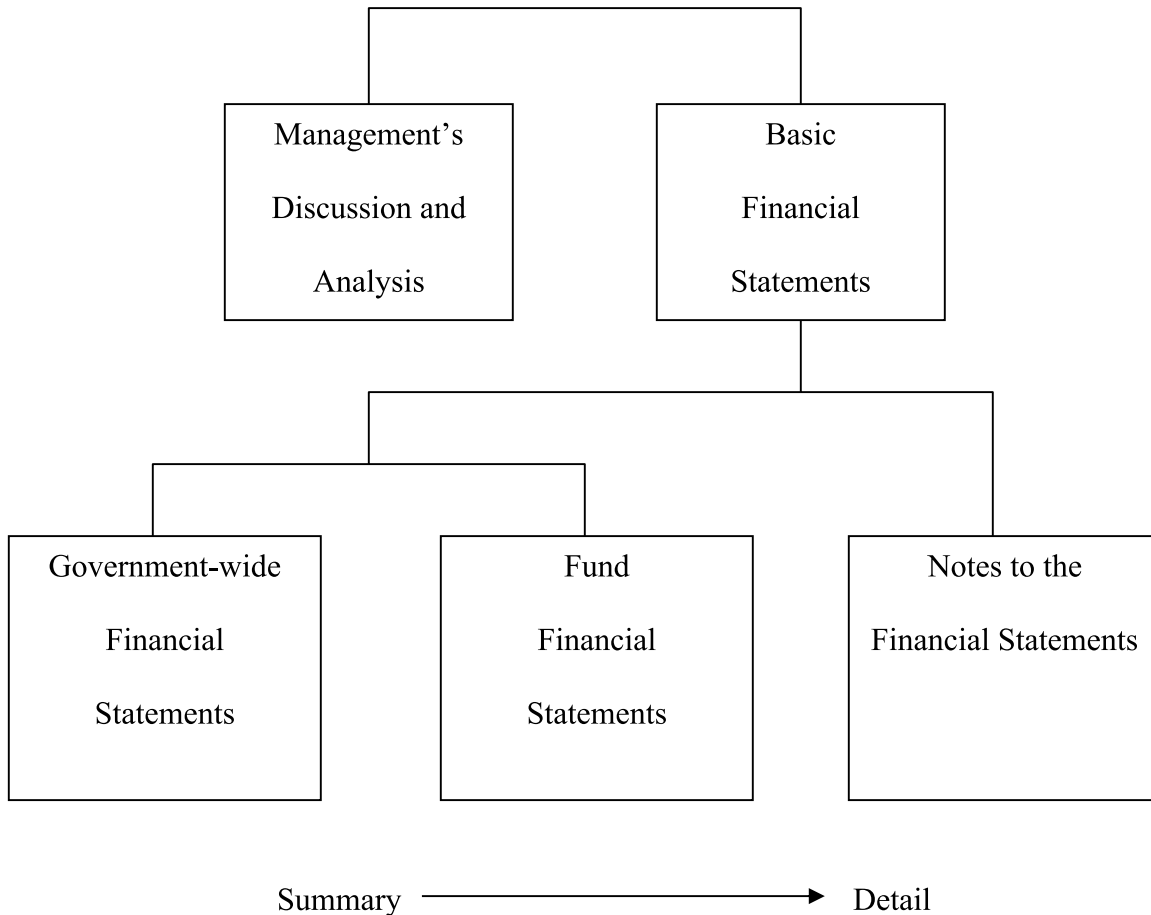 Management’s
Discussion and
Analysis
Basic
Financial
Statements
Government-wide
Financial
Statements
Fund
Financial
Statements
Notes to the
Financial Statements
Summary
Detail